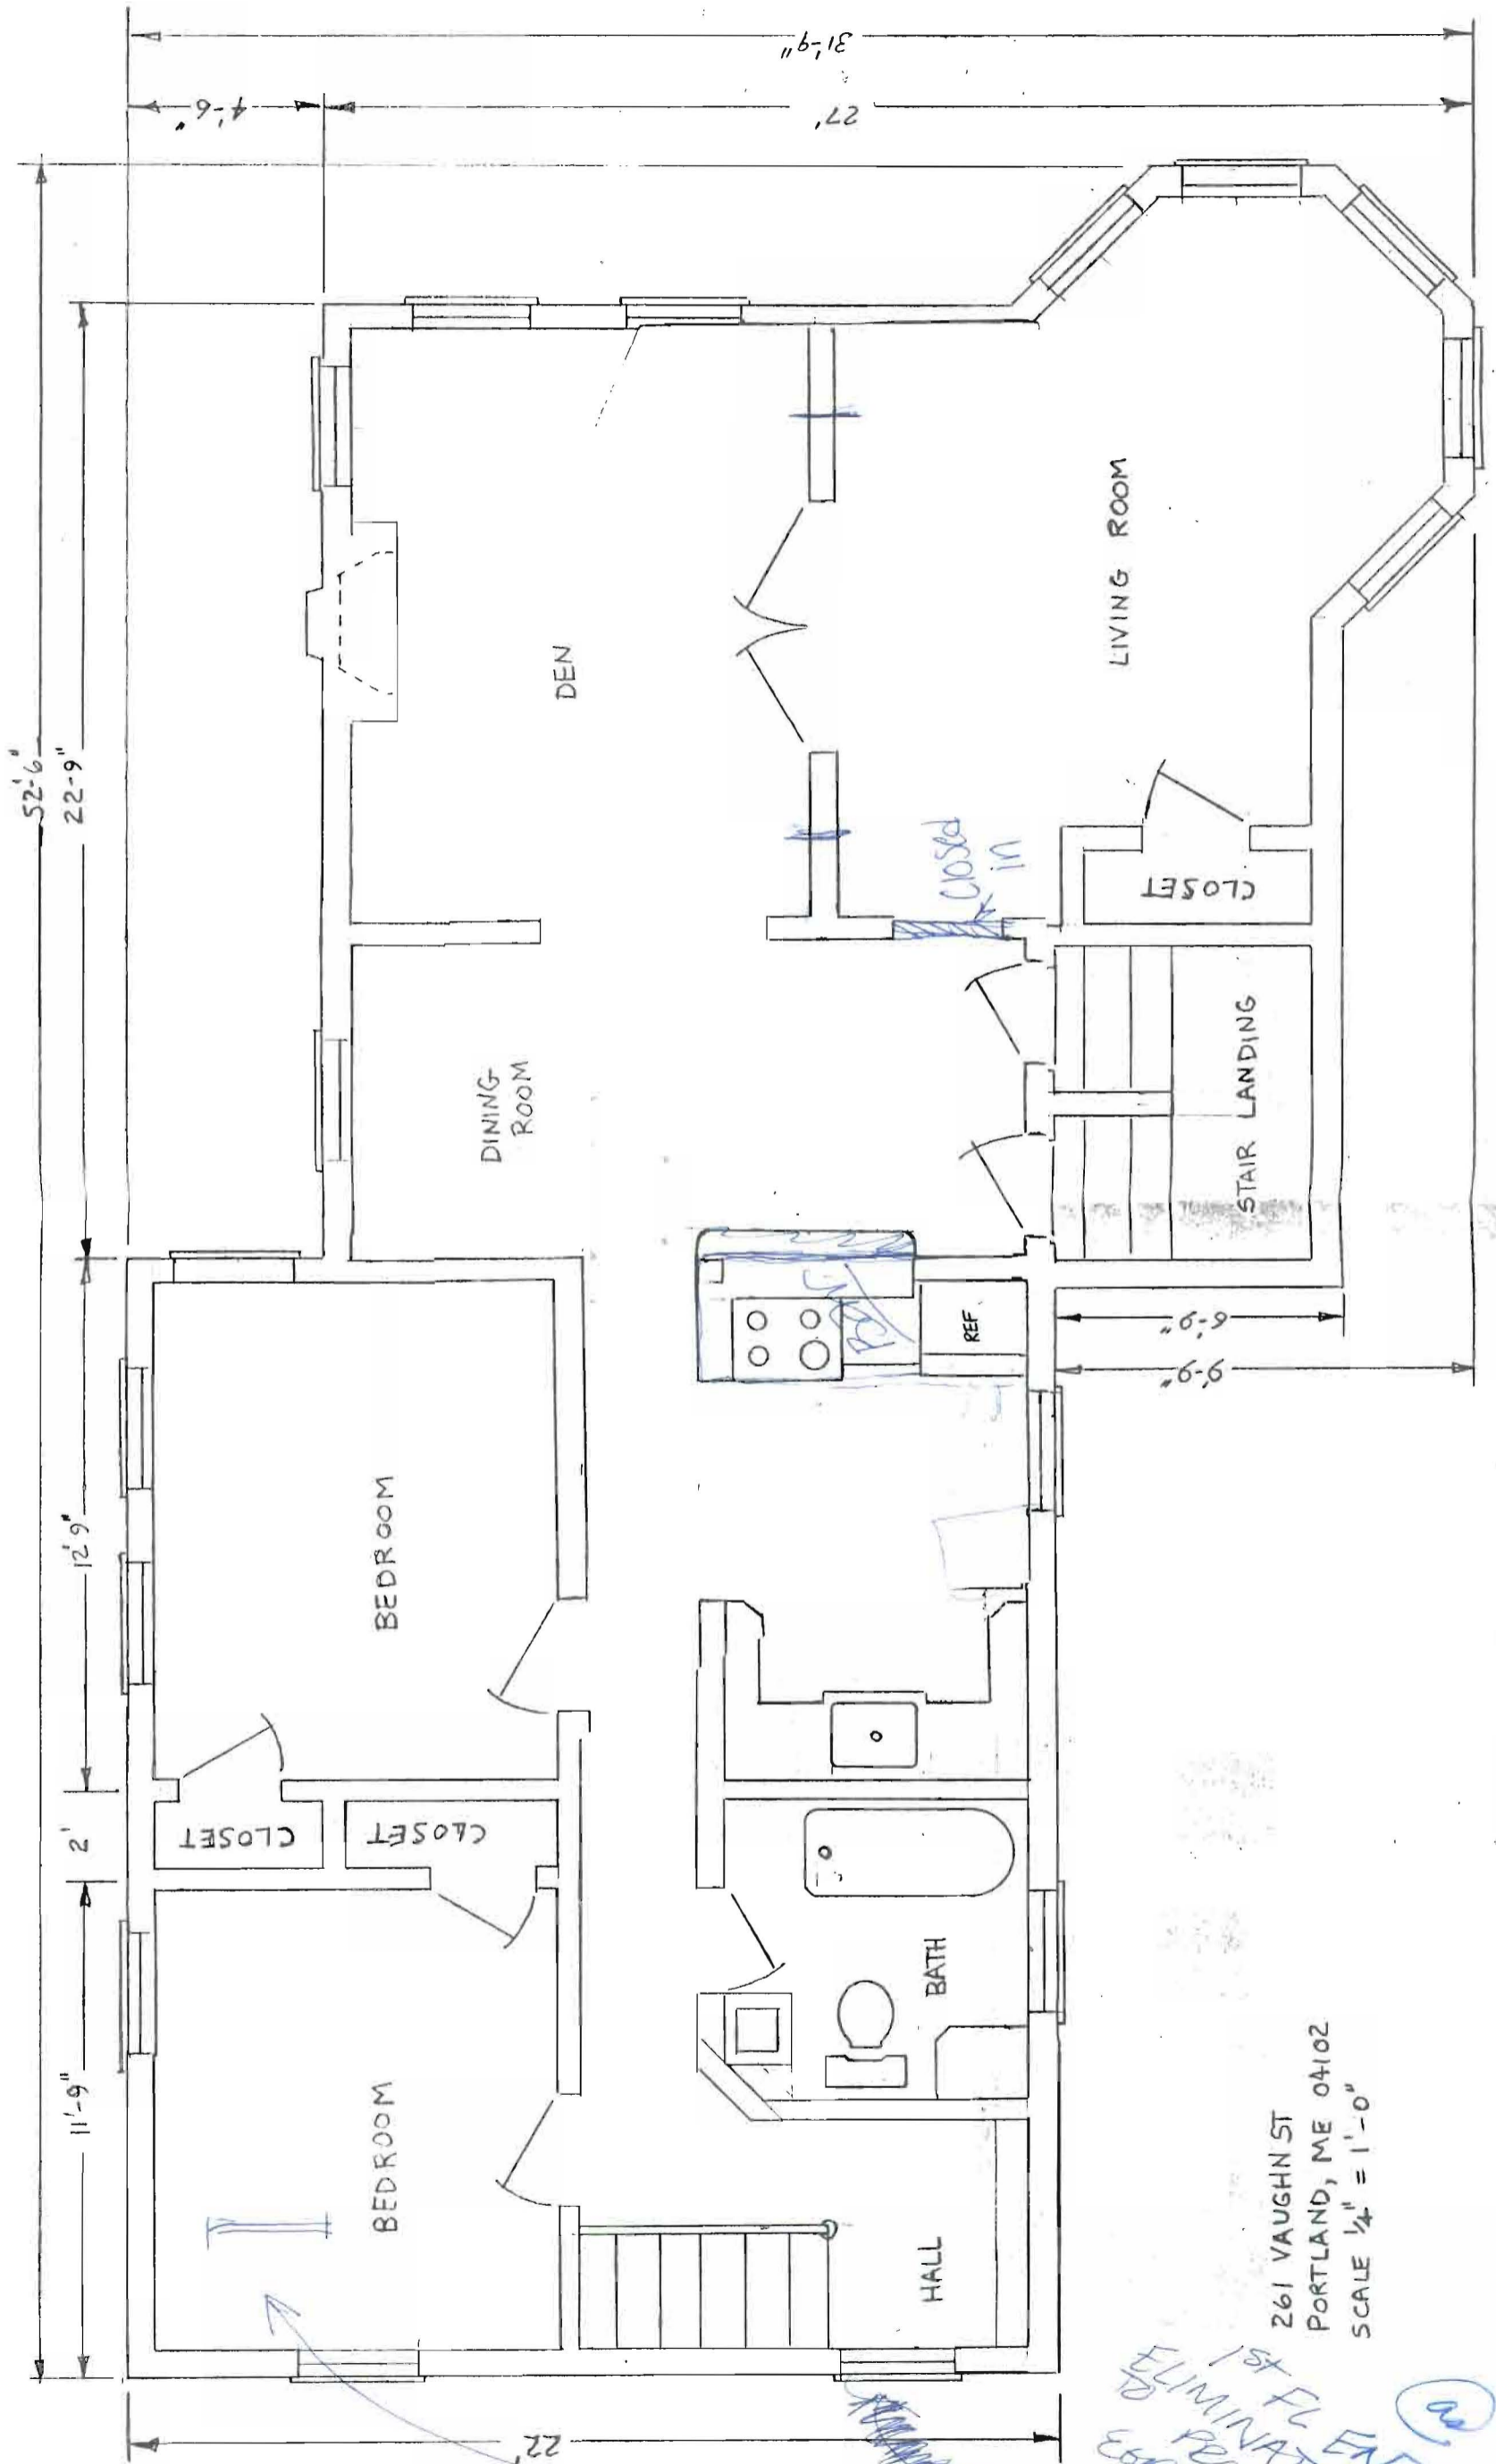 52'-6"
22-9"
12'9"
2'
11'-9"
31'-9"
4'-6"
27'
DEN
LIVING ROOM
closed
in
CLOSET
DINING
ROOM
STAIR LANDING
6'-9"
9'-9"
REF.
BEDROOM
CLOSET
CLOSET
BEDROOM
BATH
HALL
22'
261 VAUGHN ST
PORTLAND, ME 04102
SCALE 1/4" = 1'-0"
1st FL
ELIMINAT
TO